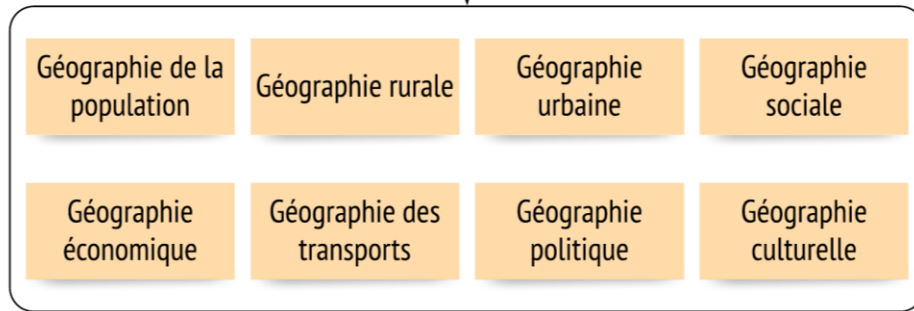 Géographie de la
population
Géographie rurale
Géographie
urbaine
Géographie
sociale
Géographie
économique
Géographie des
transports
Géographie
politique
Géographie
culturelle